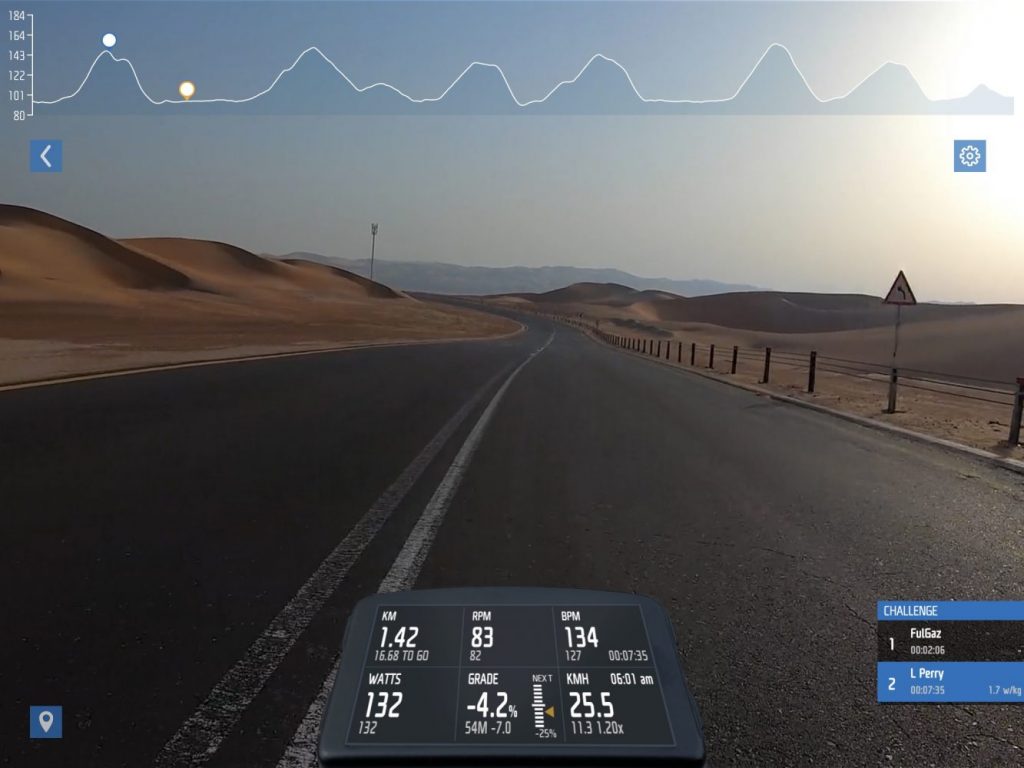 184
164
143
122
101
80
KM
1.42
16.68 TO GO
RPM
83
82
BPM
134
127 00:07:35
WATTS
132
132
GRADE
-4.2%
54M -7.0
NEXT
-25%
KMH 06:01 am
25.5
11.3 1.20x
CHALLENGE
1 FulGaz
00:02:06 -
2 L Perry
00:07:35 1.7 w/kg